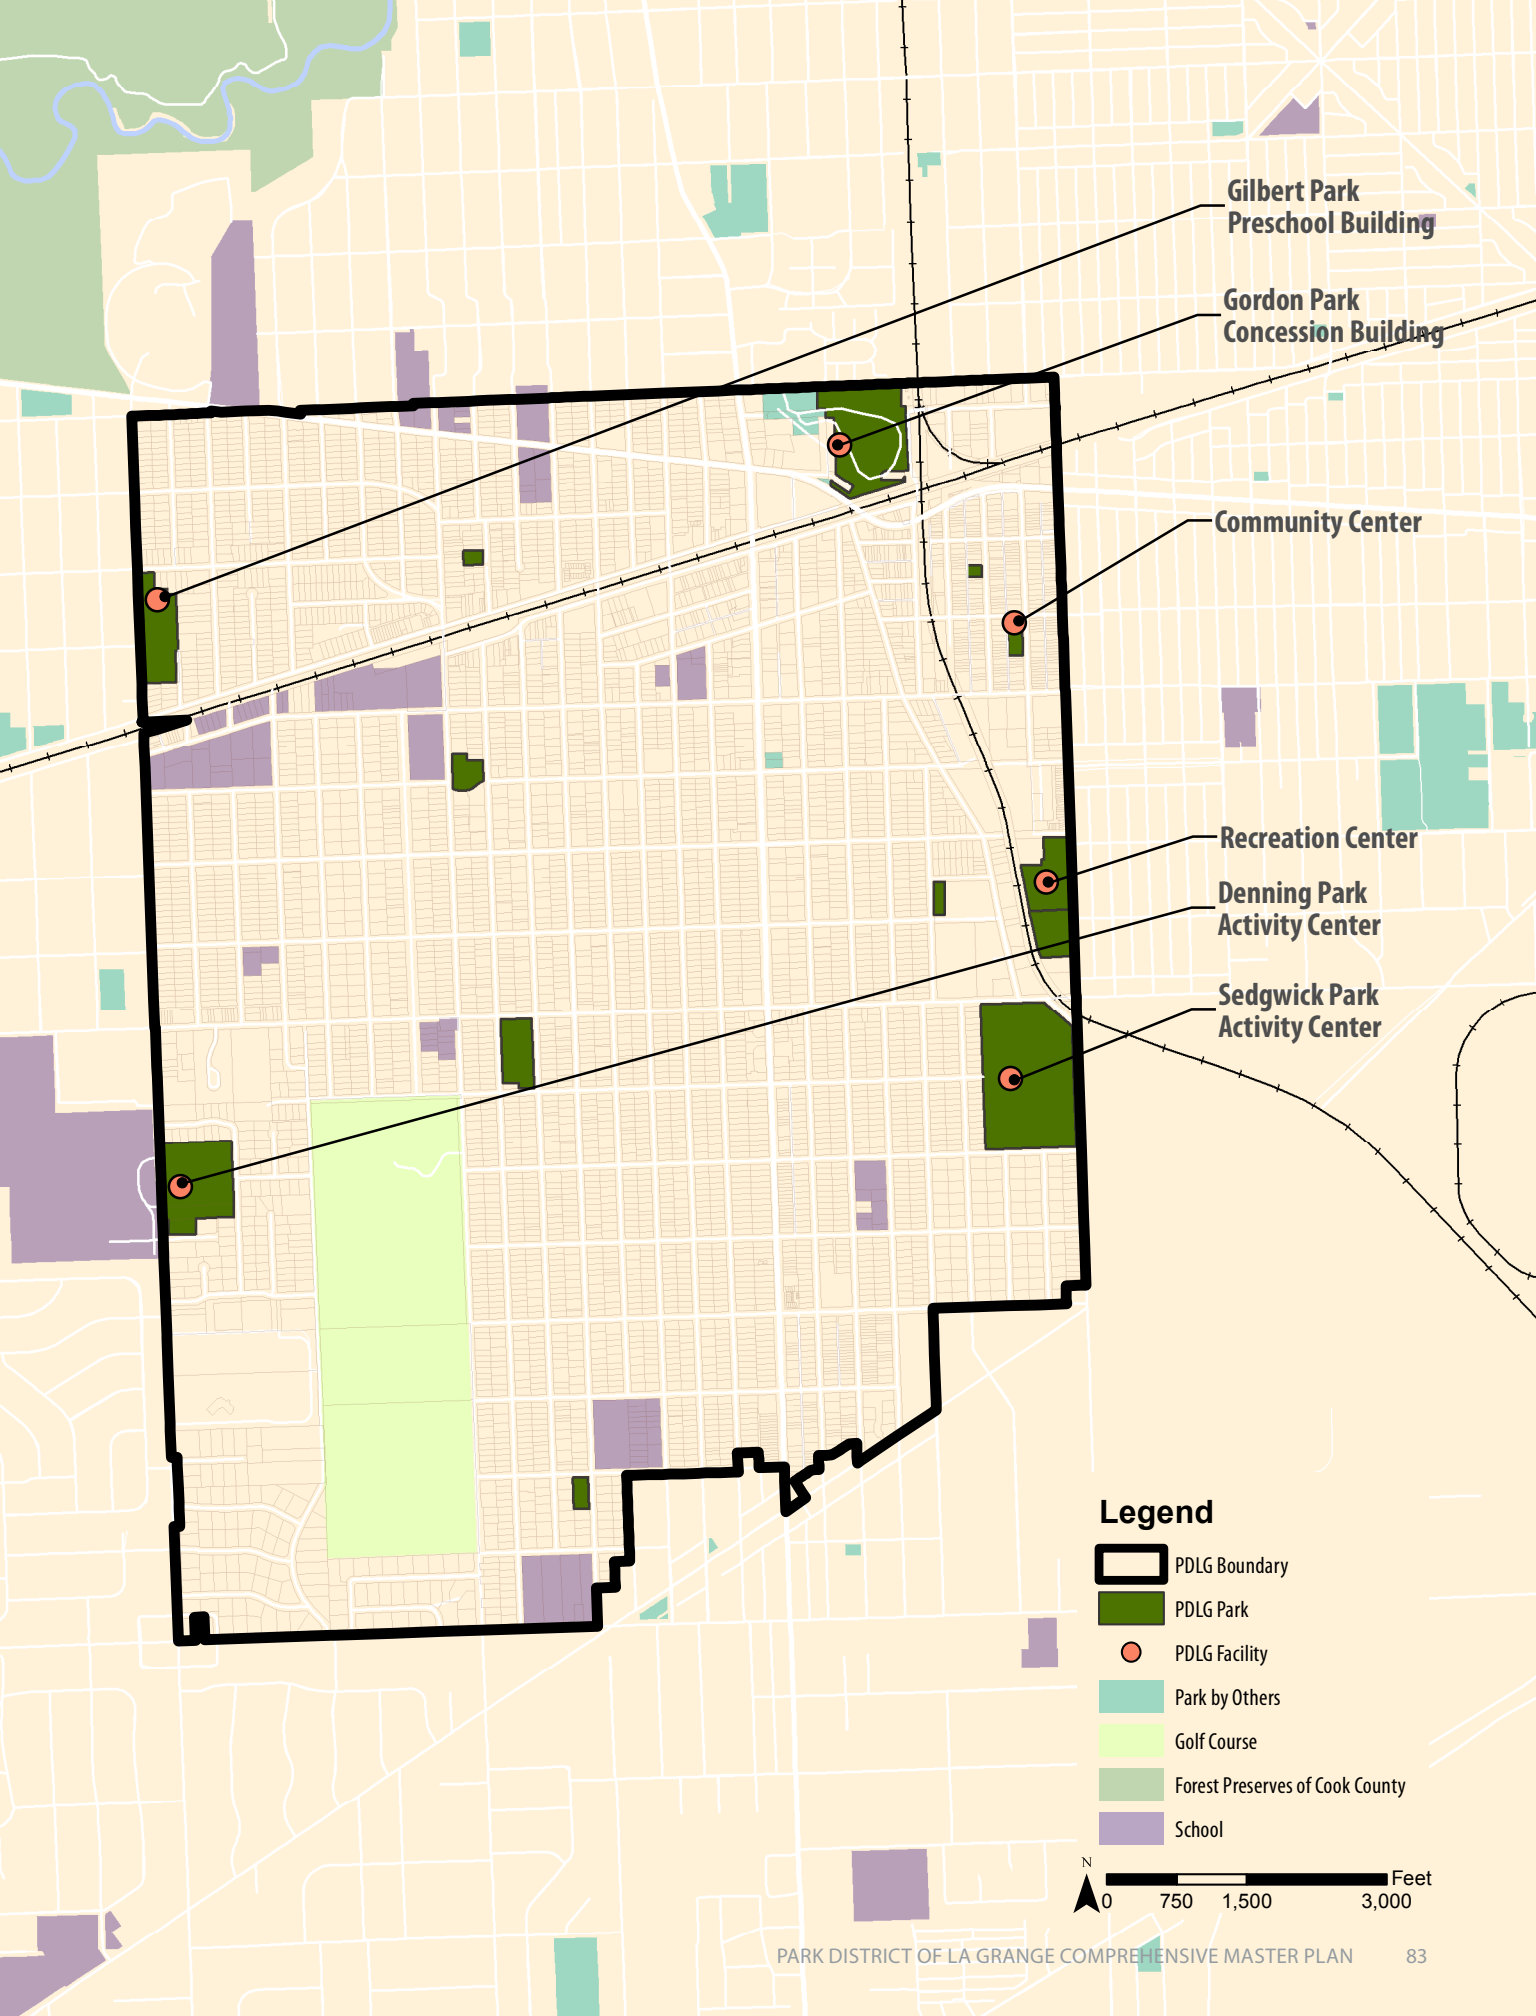 Gilbert Park
Preschool Building
Gordon Park
Concession Building
Community Center
Recreation Center
Denning Park
Activity Center
Sedgwick Park
Activity Center
Legend
PDLG Boundary
PDLG Park
PDLG Facility
Park by Others
Golf Course
Forest Preserves of Cook County
School
N
Feet
0 750 1,500 3,000
PARK DISTRICT OF LA GRANGE COMPREHENSIVE MASTER PLAN 83